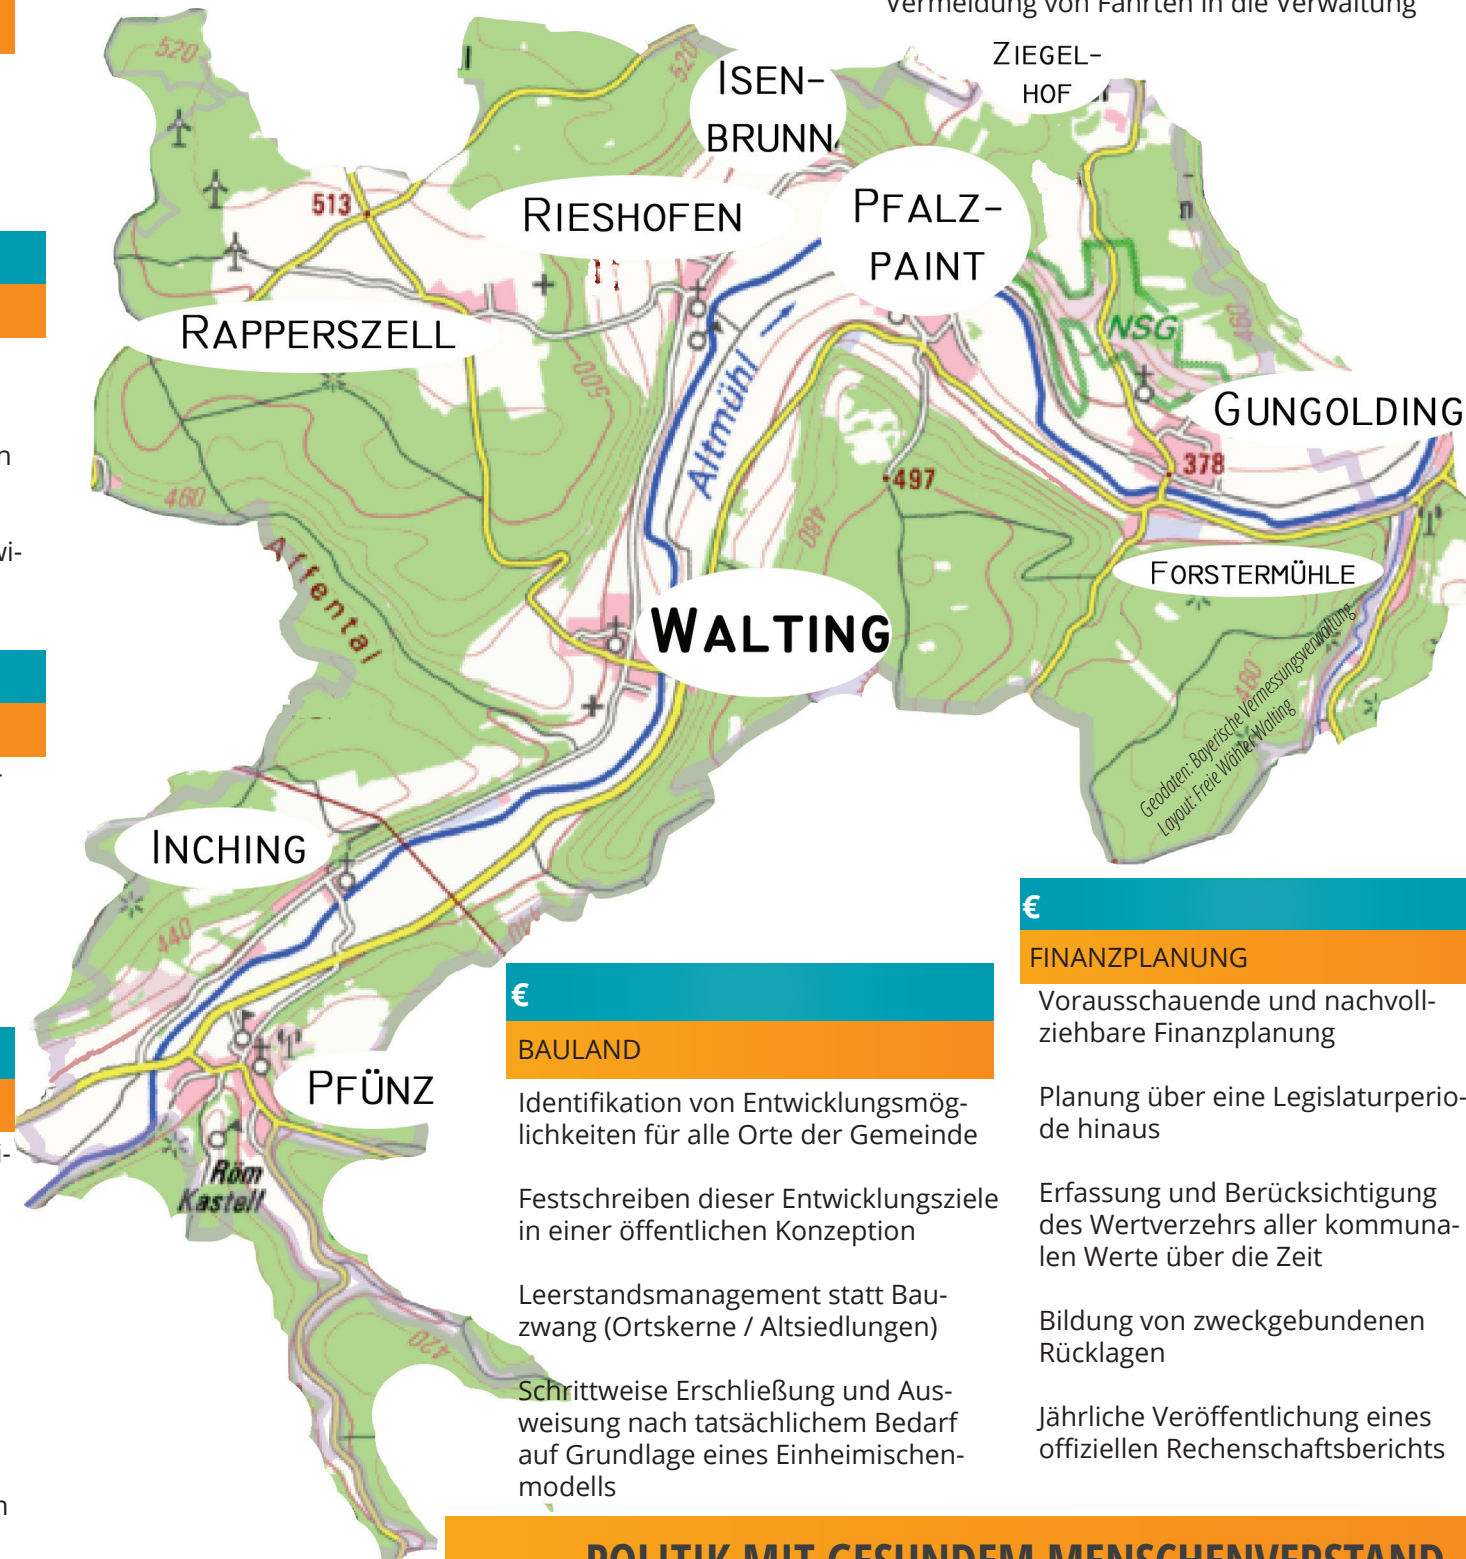 Vermeidung von Fahrten in die Verwaltung
ZIEGEL-
HOF
ISEN-
BRUNN
RIESHOFEN
PFALZ-
PAINT
RAPPERSZELL
GUNGOLDING
FORSTERMÜHLE
WALTING
INCHING
PFÜNZ
520
520
513
500
460
460
480
497
378
460
440
440
420
NSG
Altmühl
Affental
Röm
Kastell
Geodaten: Bayerische Vermessungsverwaltung
Layout: Freie Wähler Walting
n
wi-
i-
n
€
BAULAND
Identifikation von Entwicklungsmög-
lichkeiten für alle Orte der Gemeinde
Festschreiben dieser Entwicklungsziele
in einer öffentlichen Konzeption
Leerstandsmanagement statt Bau-
zwang (Ortskerne / Altsiedlungen)
Schrittweise Erschließung und Aus-
weisung nach tatsächlichem Bedarf
auf Grundlage eines Einheimischen-
modells
€
FINANZPLANUNG
Vorausschauende und nachvoll-
ziehbare Finanzplanung
Planung über eine Legislaturperio-
de hinaus
Erfassung und Berücksichtigung
des Wertverzehrs aller kommuna-
len Werte über die Zeit
Bildung von zweckgebundenen
Rücklagen
Jährliche Veröffentlichung eines
offiziellen Rechenschaftsberichts
POLITIK MIT GESUNDEM MENSCHENVERSTAND